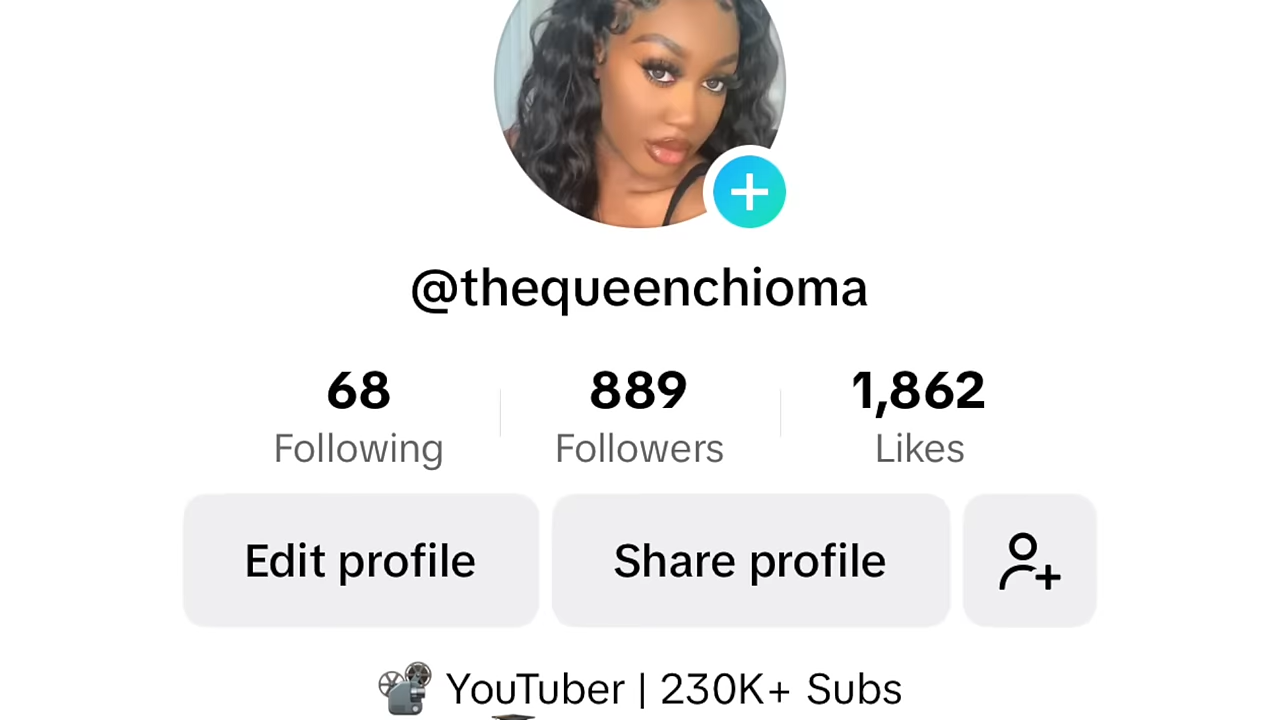 @thequeenchioma
68 889 1,862
Following Followers Likes
Edit profile Share profile
YouTuber | 230K+ Subs